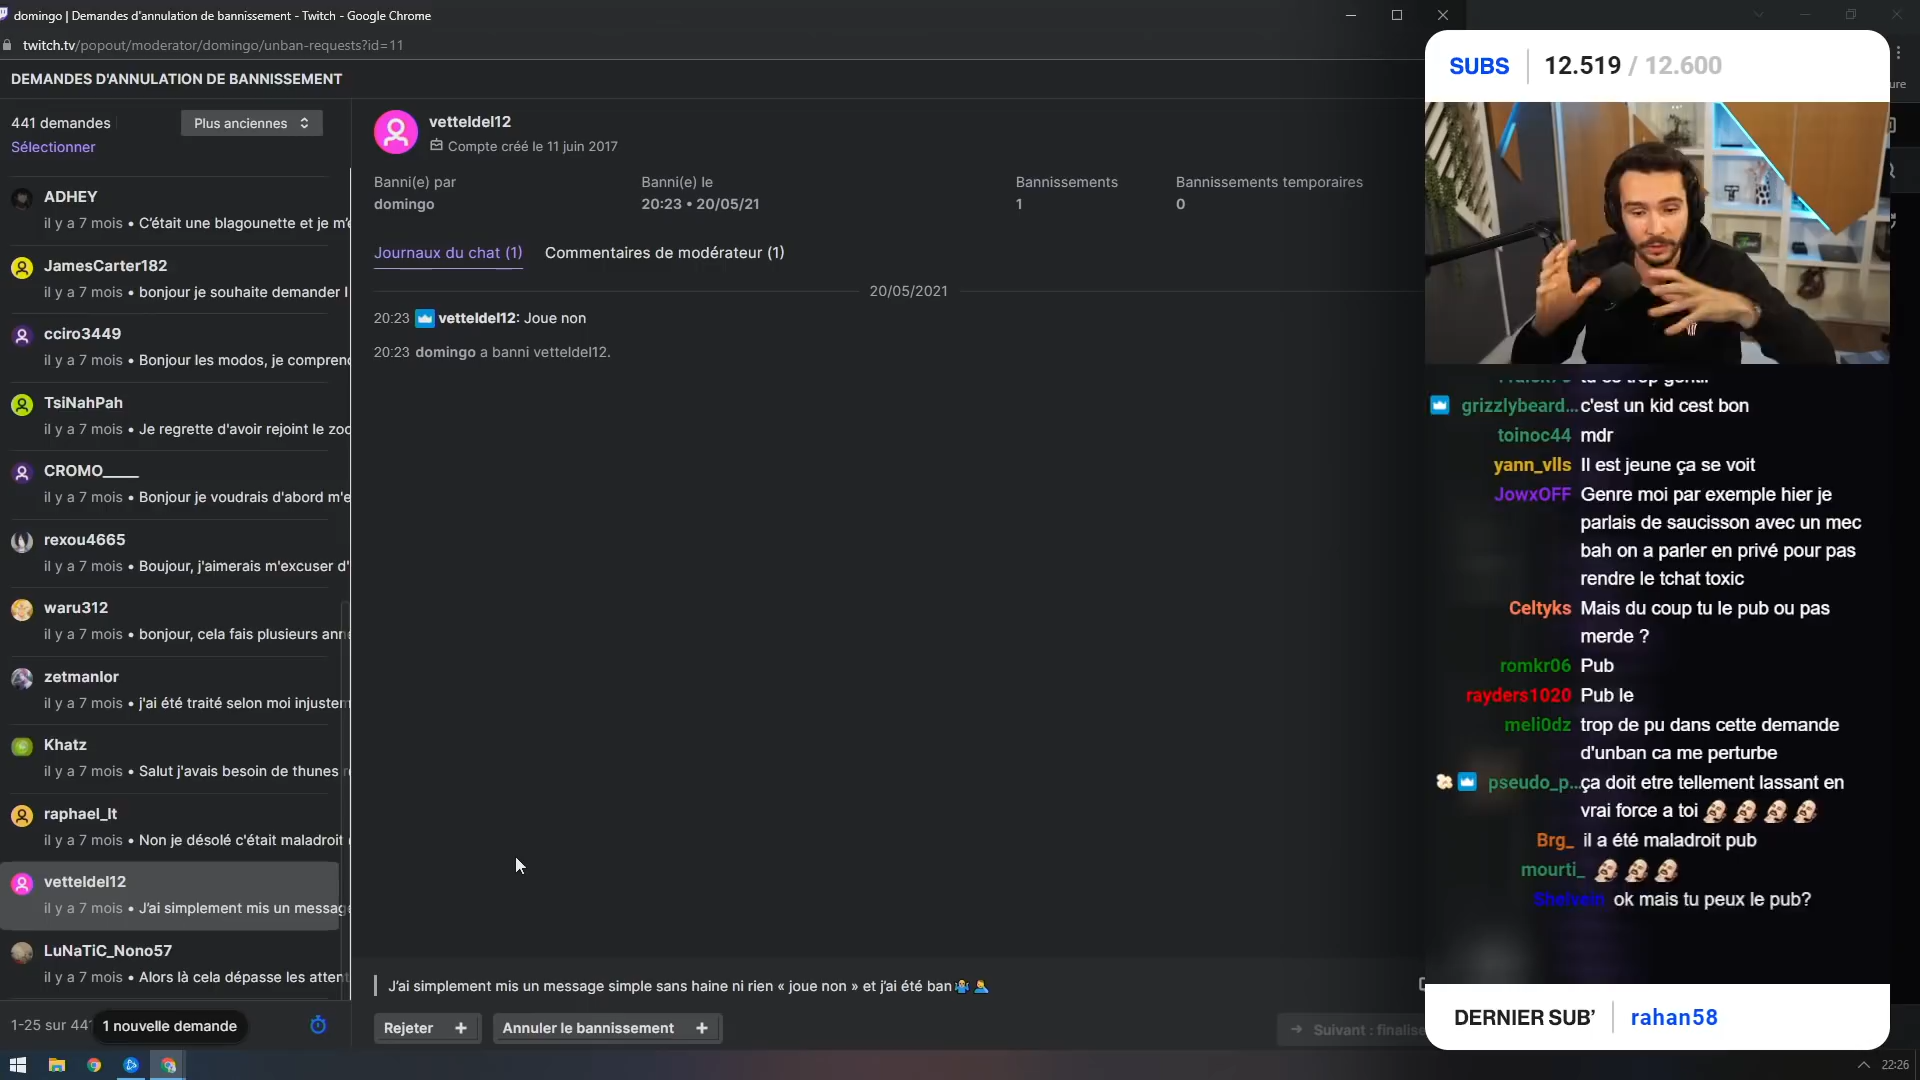 domingo | Demandes d'annulation de bannissement - Twitch - Google Chrome
twitch.tv/popout/moderator/domingo/unban-requests?id=11
DEMANDES D'ANNULATION DE BANNISSEMENT
441 demandes
Plus anciennes
Sélectionner
ADHEY
il y a 7 mois • C'était une blagounette et je m'é
JamesCarter182
il y a 7 mois • bonjour je souhaite demander l
cciro3449
il y a 7 mois • Bonjour les modos, je comprend
TsiNahPah
il y a 7 mois • Je regrette d'avoir rejoint le zoo
CROMO_____
il y a 7 mois • Bonjour je voudrais d'abord m'e
rexou4665
il y a 7 mois • Boujour, j'aimerais m'excuser d'
waru312
il y a 7 mois • bonjour, cela fais plusieurs ann
zetmanlor
il y a 7 mois • j'ai été traité selon moi injustem
Khatz
il y a 7 mois • Salut j'avais besoin de thunes
raphael_lt
il y a 7 mois • Non je désolé c'était maladroit
vetteldel12
il y a 7 mois • J'ai simplement mis un message
LuNaTiC_Nono57
il y a 7 mois • Alors là cela dépasse les attent
1-25 sur 441
1 nouvelle demande
vetteldel12
Compte créé le 11 juin 2017
Banni(e) par
domingo
Banni(e) le
20:23 • 20/05/21
Bannissements
1
Bannissements temporaires
0
Journaux du chat (1)
Commentaires de modérateur (1)
20/05/2021
20:23 vetteldel12: Joue non
20:23 domingo a banni vetteldel12.
J'ai simplement mis un message simple sans haine ni rien « joue non » et j'ai été ban
Rejeter +
Annuler le bannissement +
Suivant : finalise
SUBS
12.519 / 12.600
tu es trop gentil
grizzlybeard... c'est un kid cest bon
toinoc44 mdr
yann_vlls Il est jeune ça se voit
JowxOFF Genre moi par exemple hier je
parlais de saucisson avec un mec
bah on a parler en privé pour pas
rendre le tchat toxic
Celtyks Mais du coup tu le pub ou pas
merde ?
romkr06 Pub
rayders1020 Pub le
meli0dz trop de pu dans cette demande
d'unban ca me perturbe
pseudo_p... ça doit etre tellement lassant en
vrai force a toi
Brg_ il a été maladroit pub
mourti_
ok mais tu peux le pub?
DERNIER SUB'
rahan58
22:26